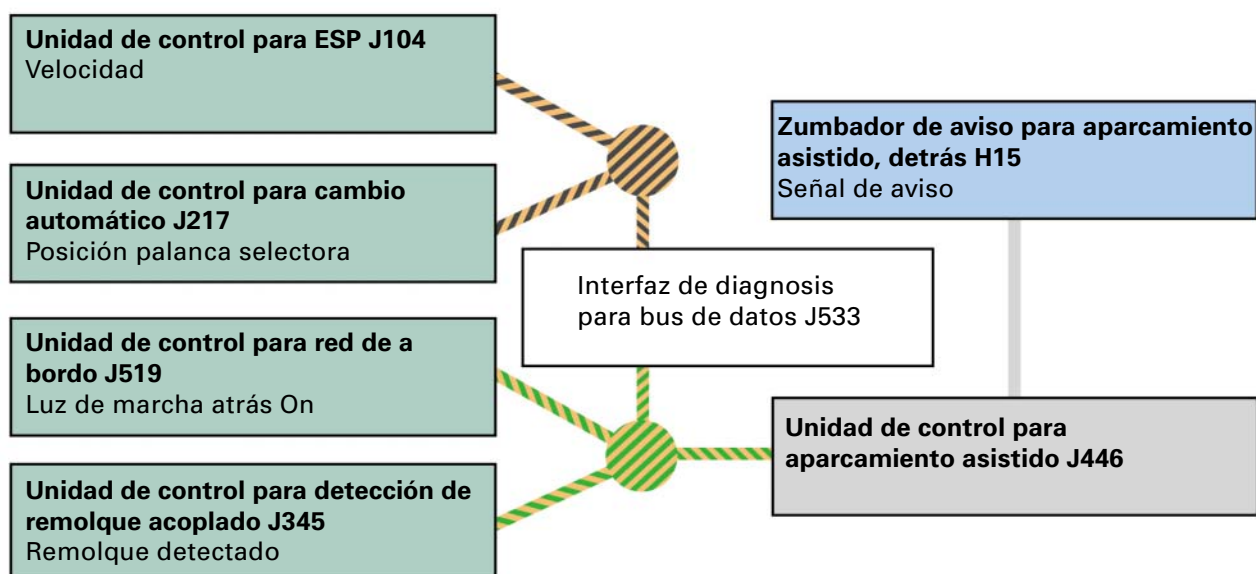 Unidad de control para ESP J104
Velocidad
Unidad de control para cambio
automático J217
Posición palanca selectora
Unidad de control para red de a
bordo J519
Luz de marcha atrás On
Unidad de control para detección de
remolque acoplado J345
Remolque detectado
Interfaz de diagnosis
para bus de datos J533
Zumbador de aviso para aparcamiento
asistido, detrás H15
Señal de aviso
Unidad de control para
aparcamiento asistido J446